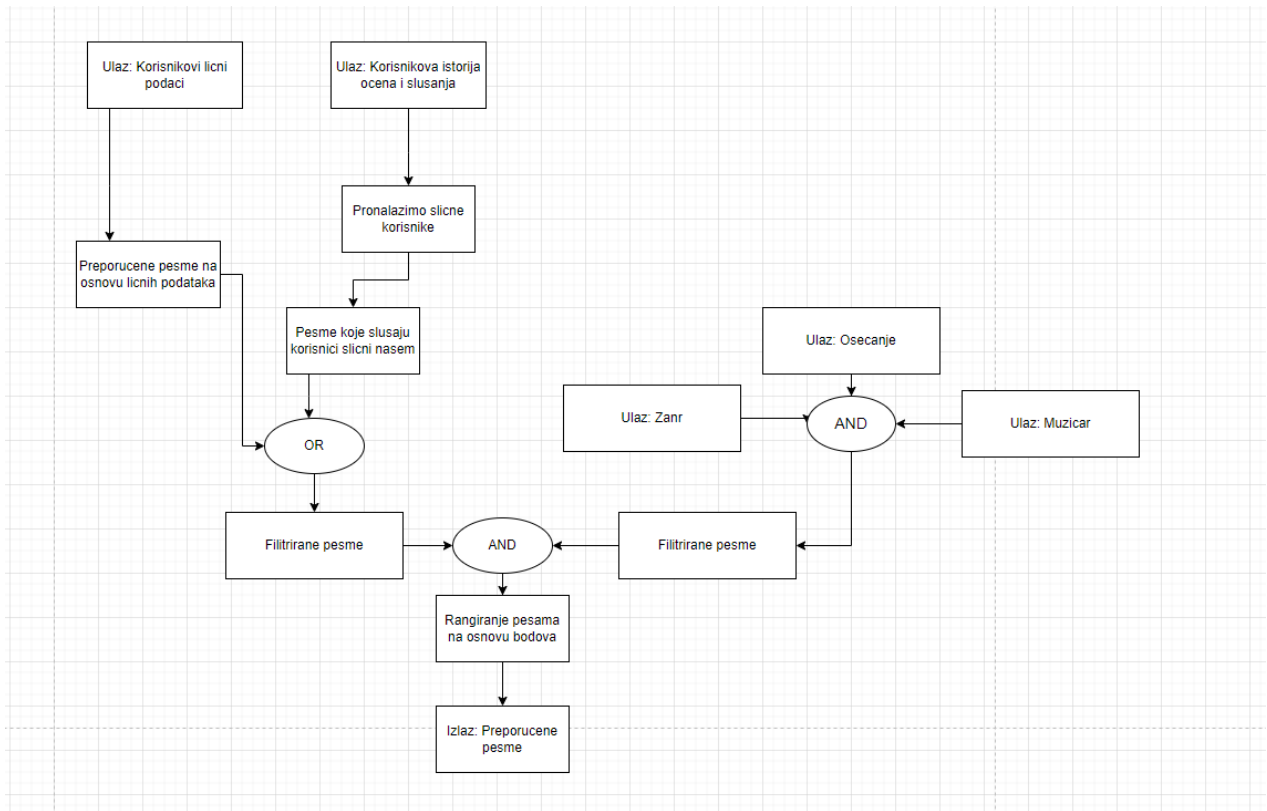 Ulaz: Korisnikovi licni
podaci
Ulaz: Korisnikova istorija
ocena i slusanja
Pronalazimo slicne
korisnike
Preporucene pesme na
osnovu licnih podataka
Pesme koje slusaju
korisnici slicni nasem
Ulaz: Osecanje
Ulaz: Zanr
AND
Ulaz: Muzicar
OR
Filitrirane pesme
AND
Filitrirane pesme
Rangiranje pesama
na osnovu bodova
Izlaz: Preporucene
pesme